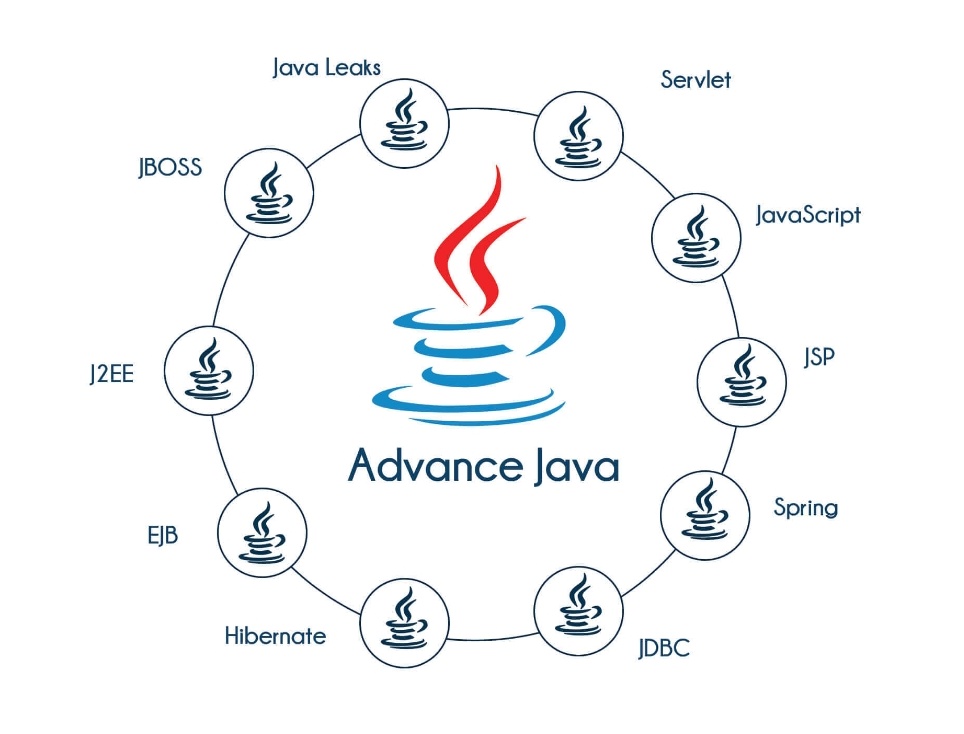 Java Leaks
Servlet
JBOSS
JavaScript
JSP
J2EE
Advance Java
Spring
EJB
Hibernate
JDBC